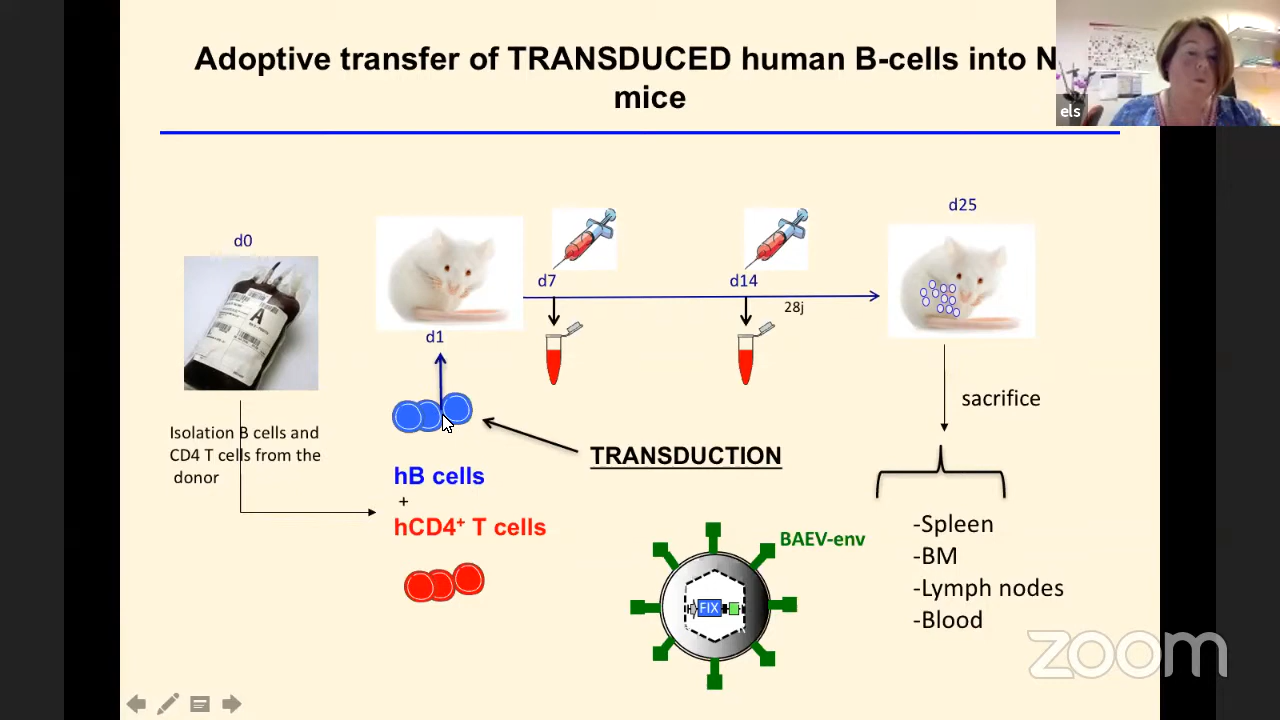 Adoptive transfer of TRANSDUCED human B-cells into N
mice
els
d25
d0
d7
d14
28j
A
d1
sacrifice
Isolation B cells and
CD4 T cells from the
donor
TRANSDUCTION
hB cells
+
hCD4⁺ T cells
BAEV-env
FIX
-Spleen
-BM
-Lymph nodes
-Blood
zoom